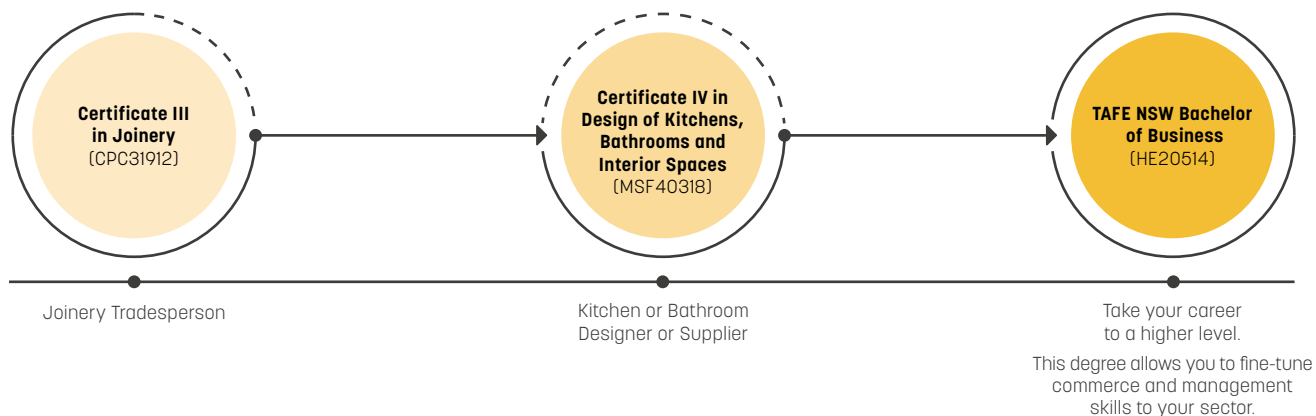 Certificate III
in Joinery
(CPC31912)
Certificate IV in
Design of Kitchens,
Bathrooms and
Interior Spaces
(MSF40318)
TAFE NSW Bachelor
of Business
(HE20514)
Joinery Tradesperson
Kitchen or Bathroom
Designer or Supplier
Take your career
to a higher level.
This degree allows you to fine-tune
commerce and management
skills to your sector.